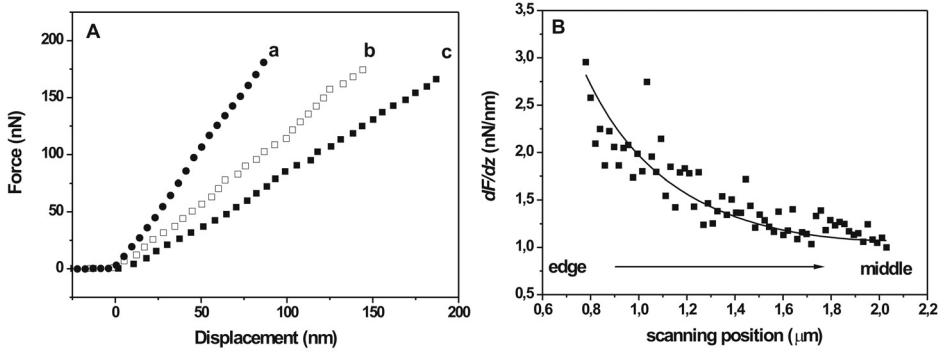 A
a
b
c
200
150
100
50
0
0
50
100
150
200
Force (nN)
Displacement (nm)
B
3,5
3,0
2,5
2,0
1,5
1,0
0,5
0,6
0,8
1,0
1,2
1,4
1,6
1,8
2,0
2,2
dF/dz (nN/nm)
edge
middle
scanning position (μm)